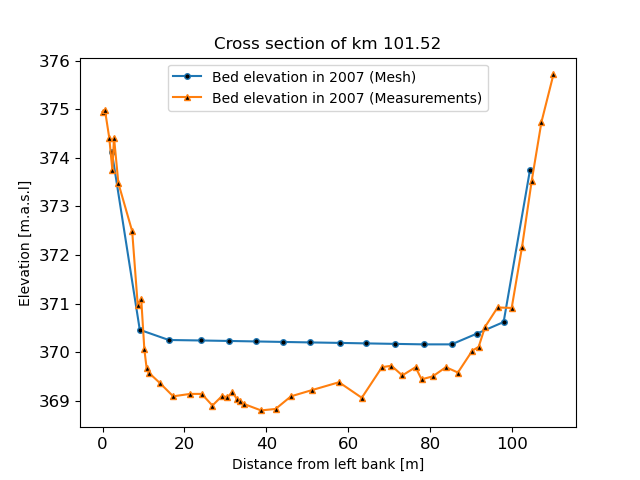 Cross section of km 101.52
Bed elevation in 2007 (Mesh)
Bed elevation in 2007 (Measurements)
Elevation [m.a.s.l]
376
375
374
373
372
371
370
369
0 20 40 60 80 100
Distance from left bank [m]